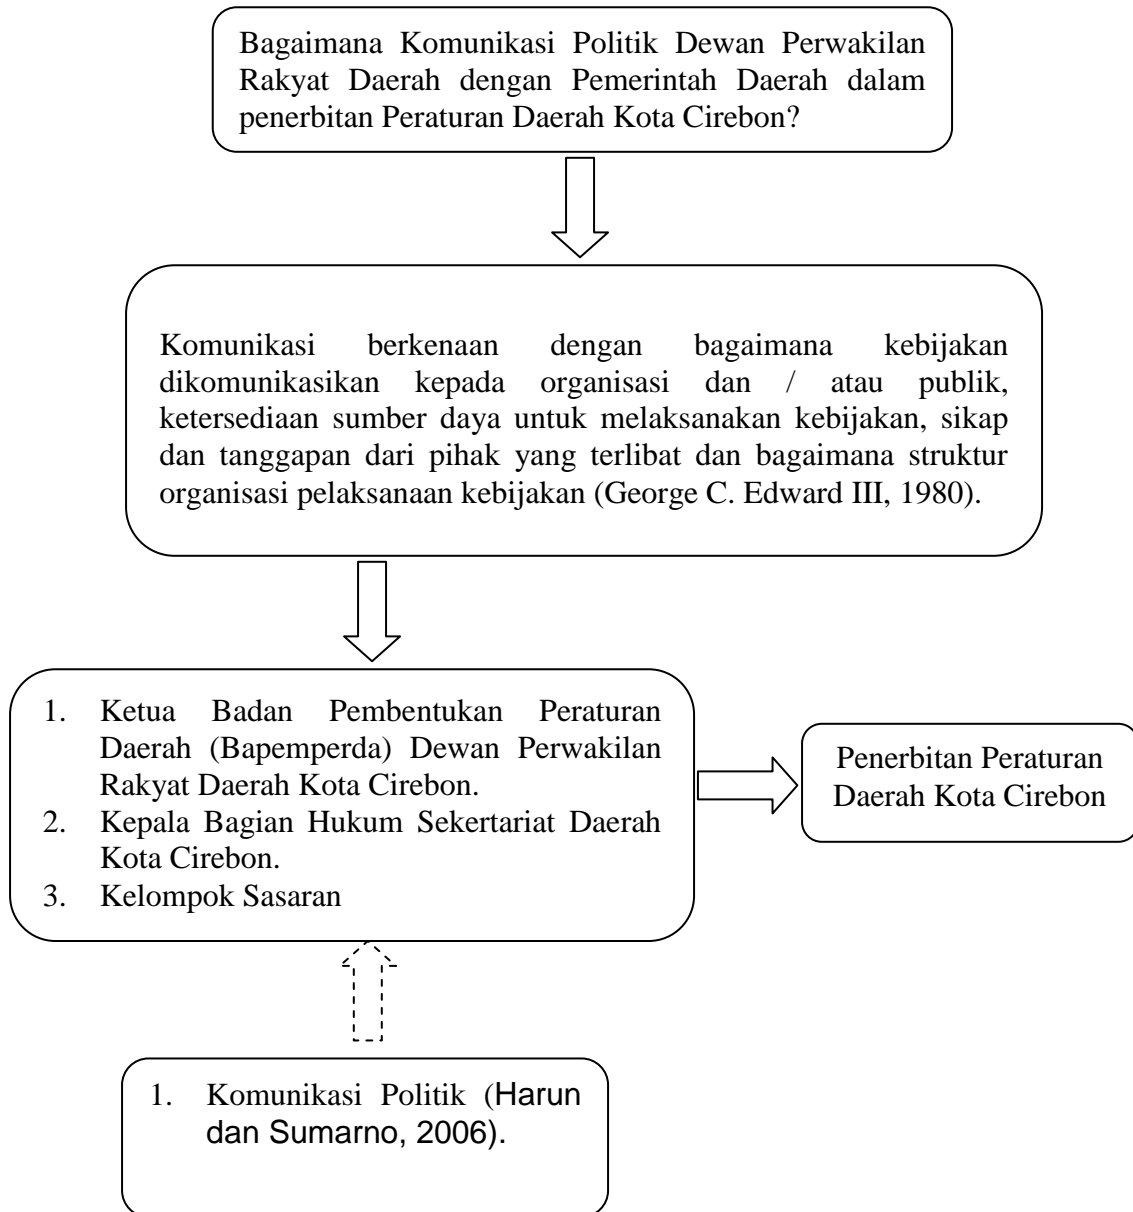 Bagaimana Komunikasi Politik Dewan Perwakilan
Rakyat Daerah dengan Pemerintah Daerah dalam
penerbitan Peraturan Daerah Kota Cirebon?
Komunikasi berkenaan dengan bagaimana kebijakan
dikomunikasikan kepada organisasi dan / atau publik,
ketersediaan sumber daya untuk melaksanakan kebijakan, sikap
dan tanggapan dari pihak yang terlibat dan bagaimana struktur
organisasi pelaksanaan kebijakan (George C. Edward III, 1980).
1. Ketua Badan Pembentukan Peraturan
Daerah (Bapemperda) Dewan Perwakilan
Rakyat Daerah Kota Cirebon.
2. Kepala Bagian Hukum Sekertariat Daerah
Kota Cirebon.
3. Kelompok Sasaran
Penerbitan Peraturan
Daerah Kota Cirebon
1. Komunikasi Politik (Harun
dan Sumarno, 2006).